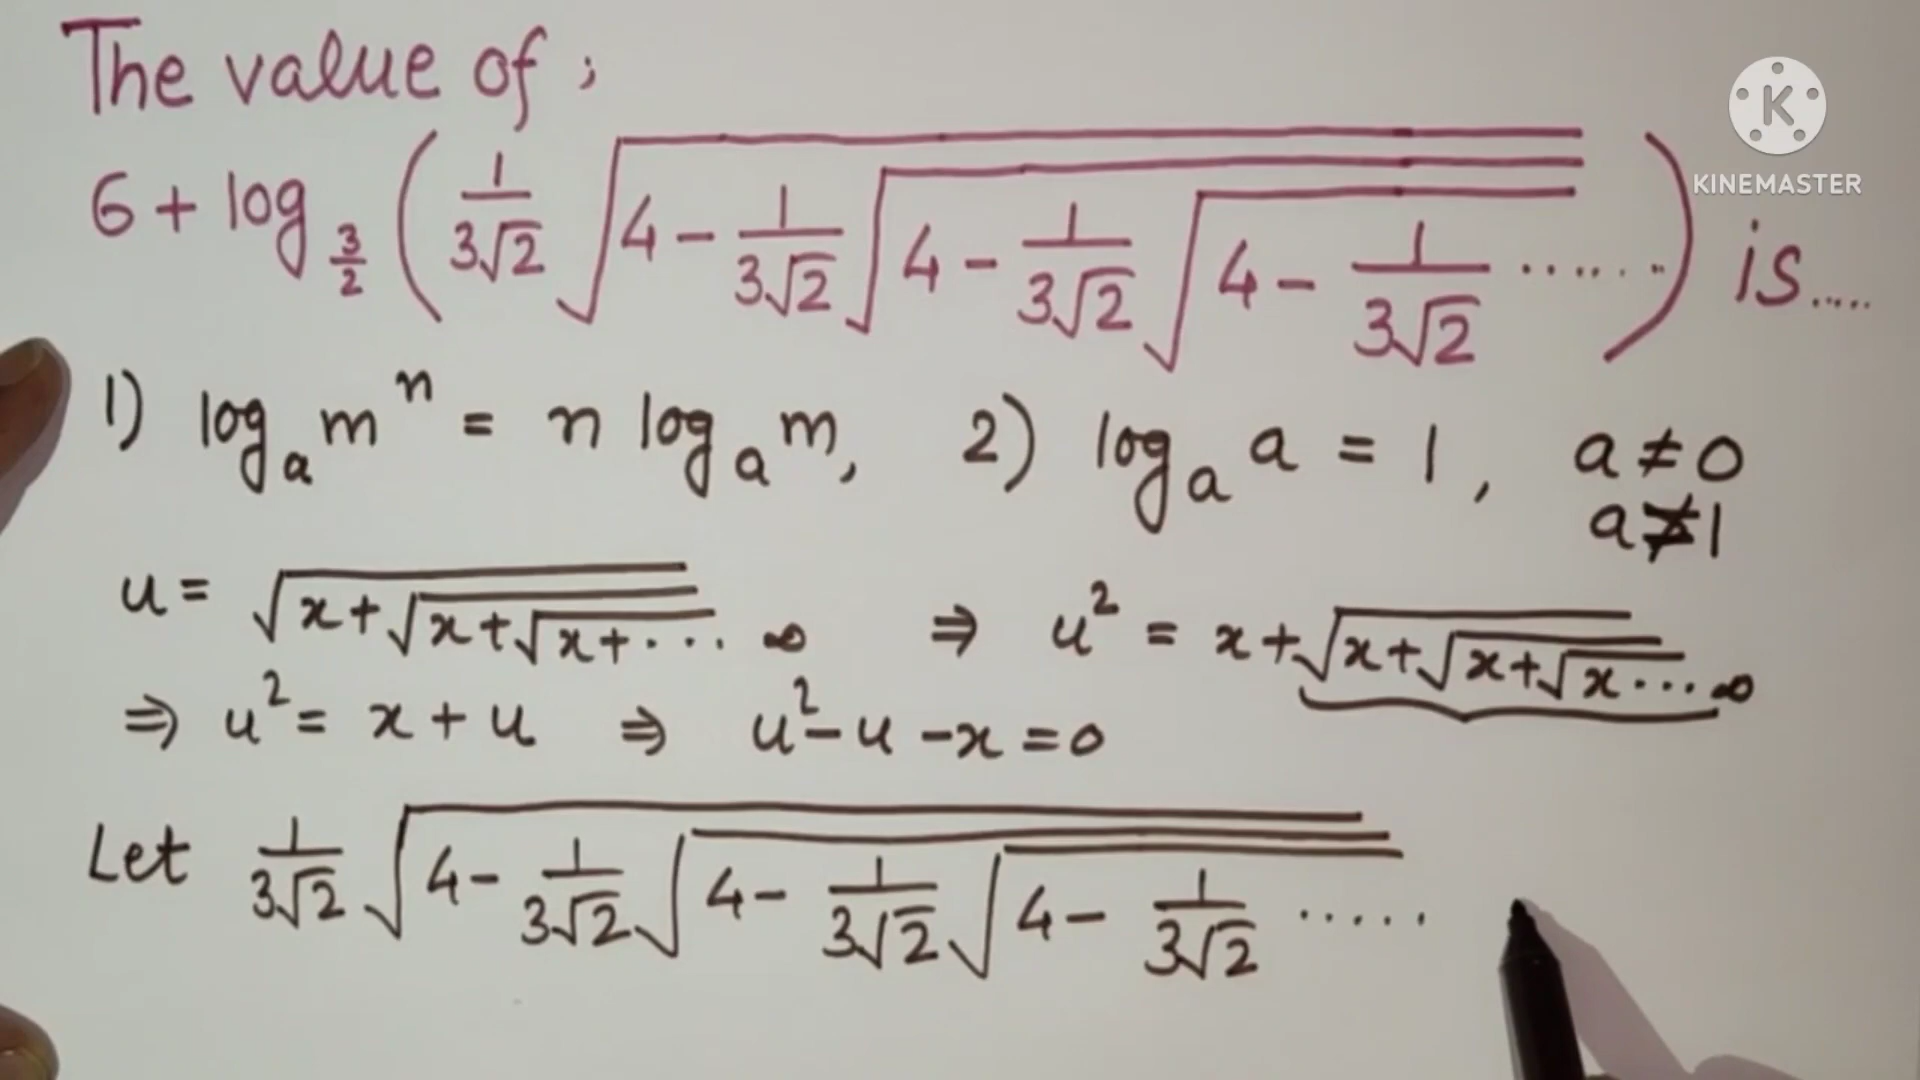 The value of ;
6 + log_{3/2} ( 1/(3√2) √(4 - 1/(3√2) √(4 - 1/(3√2) √(4 - 1/(3√2) ......))) ) is....
K
KINEMASTER
1) log_a m^n = n log_a m, 2) log_a a = 1, a ≠ 0
a ≠ 1
u = √(x + √(x + √(x + ... ∞ ⇒ u² = x + √(x + √(x + √(x ... ∞
⇒ u² = x + u ⇒ u² - u - x = 0
Let 1/(3√2) √(4 - 1/(3√2) √(4 - 1/(3√2) √(4 - 1/(3√2) .....